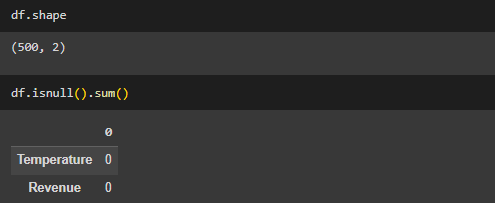 df.shape
(500, 2)
df.isnull().sum()
0
Temperature 0
Revenue 0